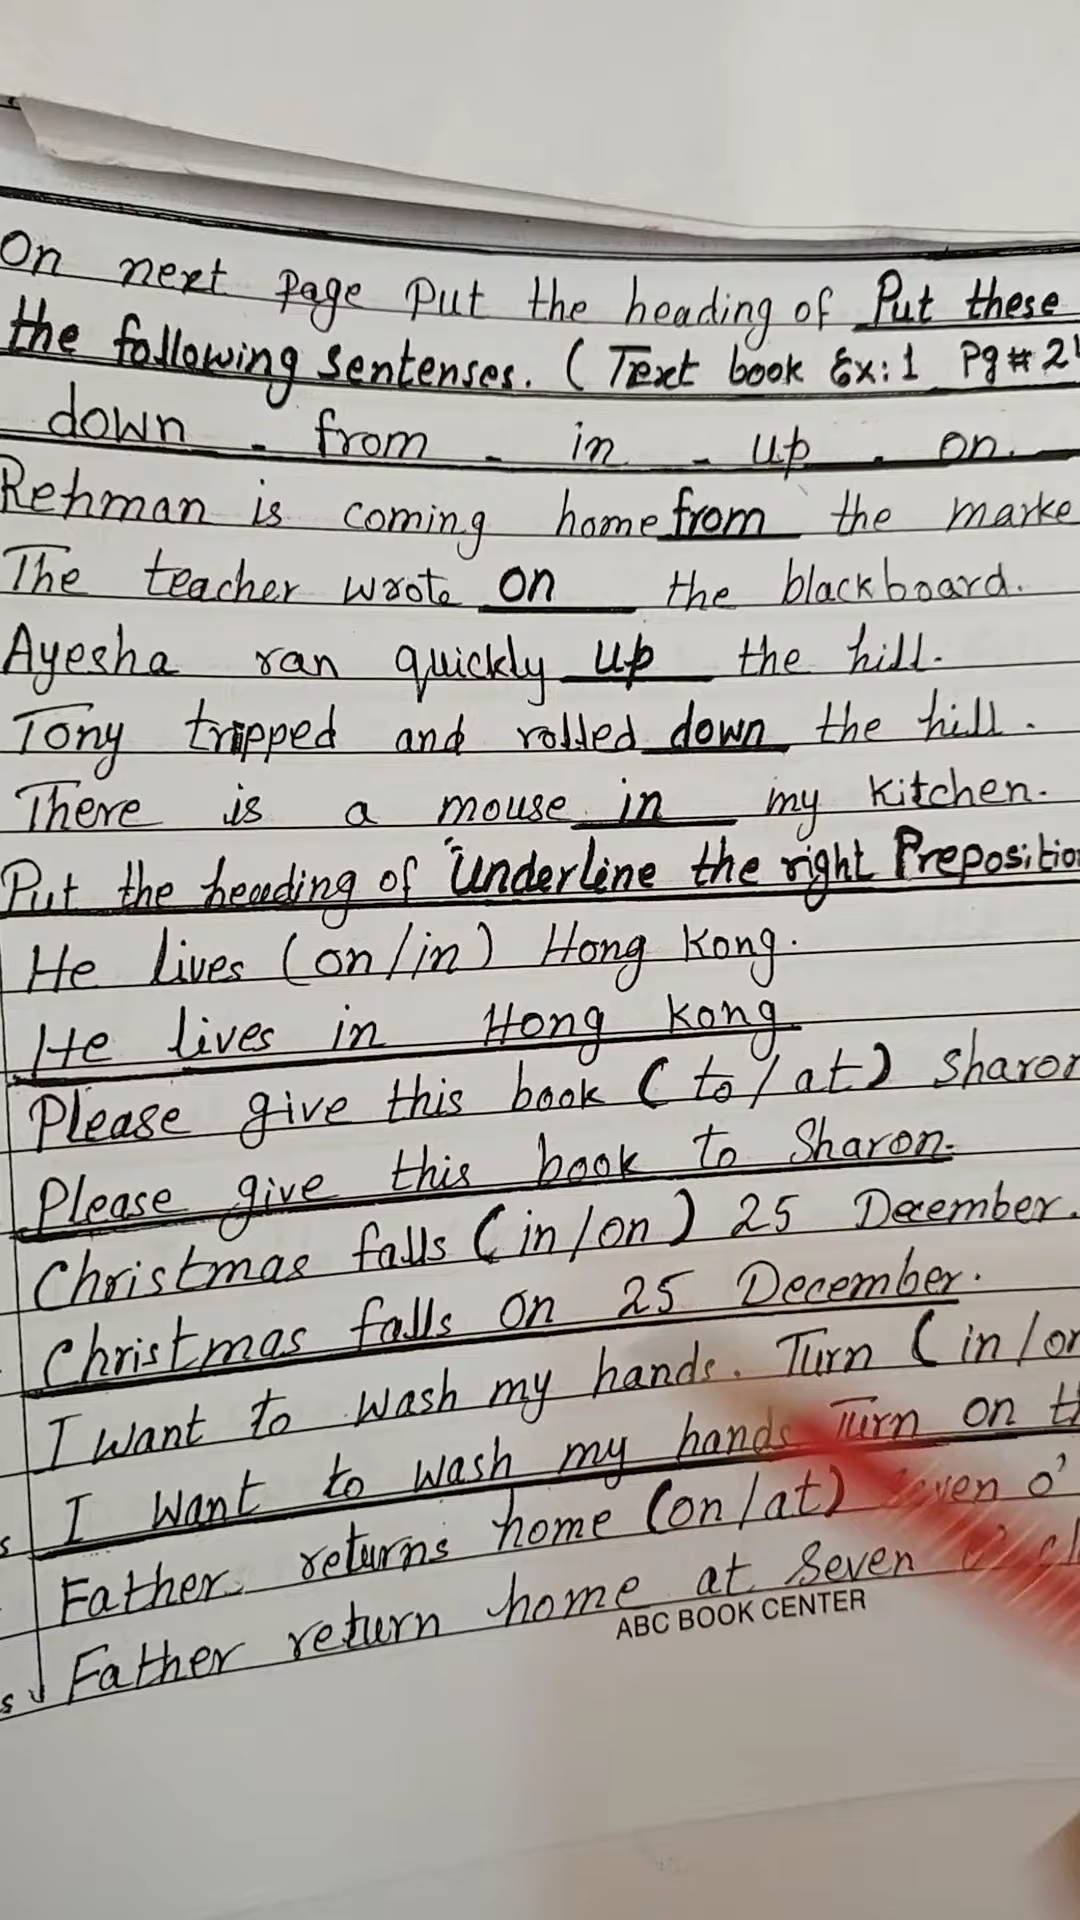 On next page Put the heading of Put these
the following sentences. (Text book Ex:1 Pg # 2
down - from - in - up - on.
Rehman is coming home from the marke
The teacher wrote on the blackboard.
Ayesha ran quickly up the hill.
Tony tripped and rolled down the hill.
There is a mouse in my kitchen.
Put the heading of "Underline the right Prepositio
He lives (on/in) Hong Kong.
He lives in Hong Kong
Please give this book (to/at) Sharon
Please give this book to Sharon.
Christmas falls (in/on) 25 December.
Christmas falls on 25 December.
I want to wash my hands. Turn (in/on
I want to wash my hands Turn on th
Father returns home (on/at) seven o'
Father return home at seven o' cl
ABC BOOK CENTER